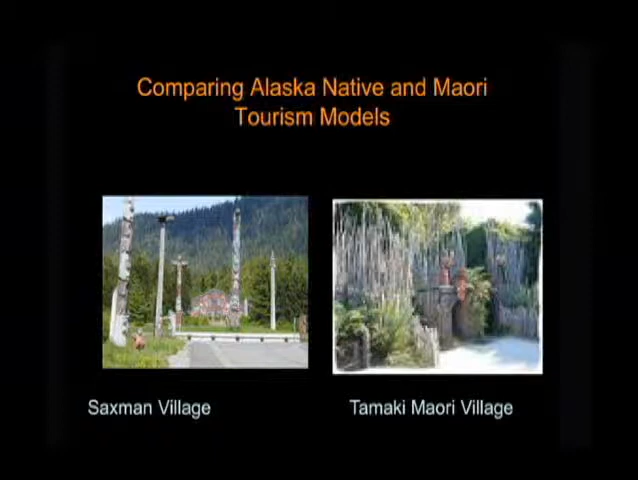 Comparing Alaska Native and Maori
Tourism Models
Saxman Village
Tamaki Maori Village